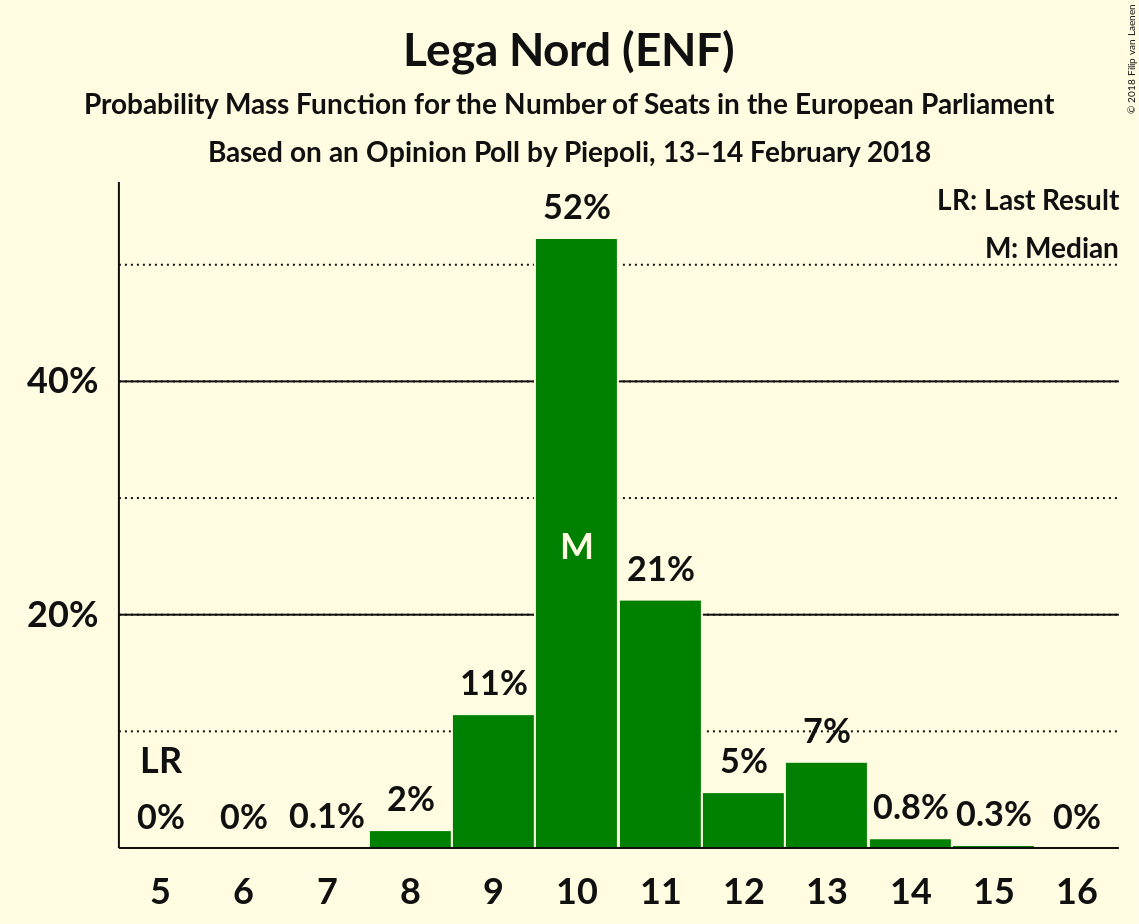 Lega Nord (ENF)
Probability Mass Function for the Number of Seats in the European Parliament
Based on an Opinion Poll by Piepoli, 13–14 February 2018
© 2018 Filip van Laenen
LR: Last Result
M: Median
52%
40%
M
21%
20%
11%
LR
7%
5%
2%
0% 0% 0.1% 0.8% 0.3% 0%
5 6 7 8 9 10 11 12 13 14 15 16